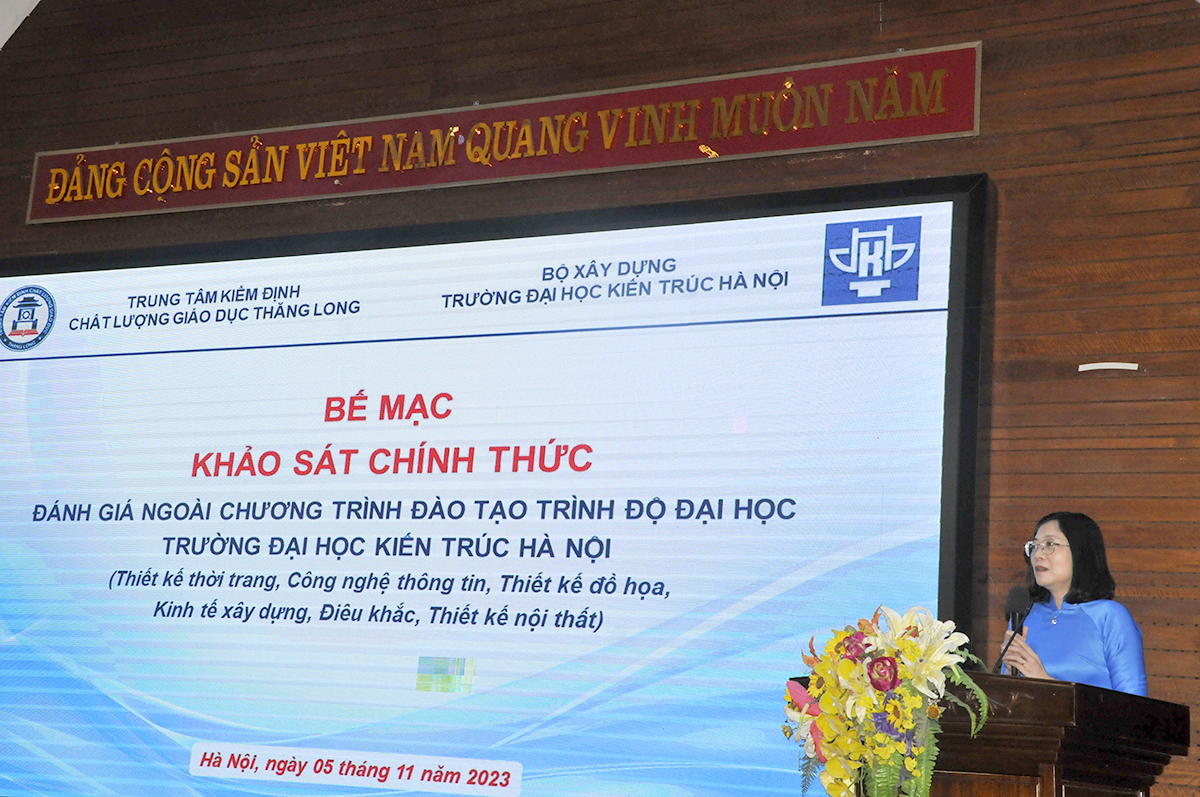 ĐẢNG CỘNG SẢN VIỆT NAM QUANG VINH MUÔN NĂM
TRUNG TÂM KIỂM ĐỊNH
CHẤT LƯỢNG GIÁO DỤC THĂNG LONG
BỘ XÂY DỰNG
TRƯỜNG ĐẠI HỌC KIẾN TRÚC HÀ NỘI
BẾ MẠC
KHẢO SÁT CHÍNH THỨC
ĐÁNH GIÁ NGOÀI CHƯƠNG TRÌNH ĐÀO TẠO TRÌNH ĐỘ ĐẠI HỌC
TRƯỜNG ĐẠI HỌC KIẾN TRÚC HÀ NỘI
(Thiết kế thời trang, Công nghệ thông tin, Thiết kế đồ họa,
Kinh tế xây dựng, Điêu khắc, Thiết kế nội thất)
Hà Nội, ngày 05 tháng 11 năm 2023